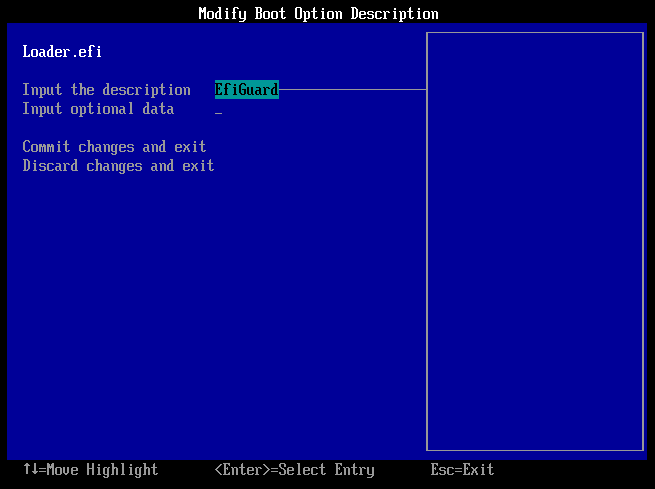 Modify Boot Option Description
Loader.efi
Input the description EfiGuard
Input optional data _
Commit changes and exit
Discard changes and exit
↑↓=Move Highlight <Enter>=Select Entry Esc=Exit